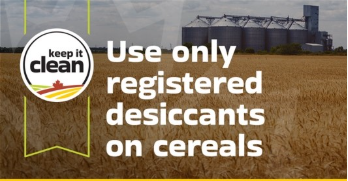 keep it
clean
Use only
registered
desiccants
on cereals